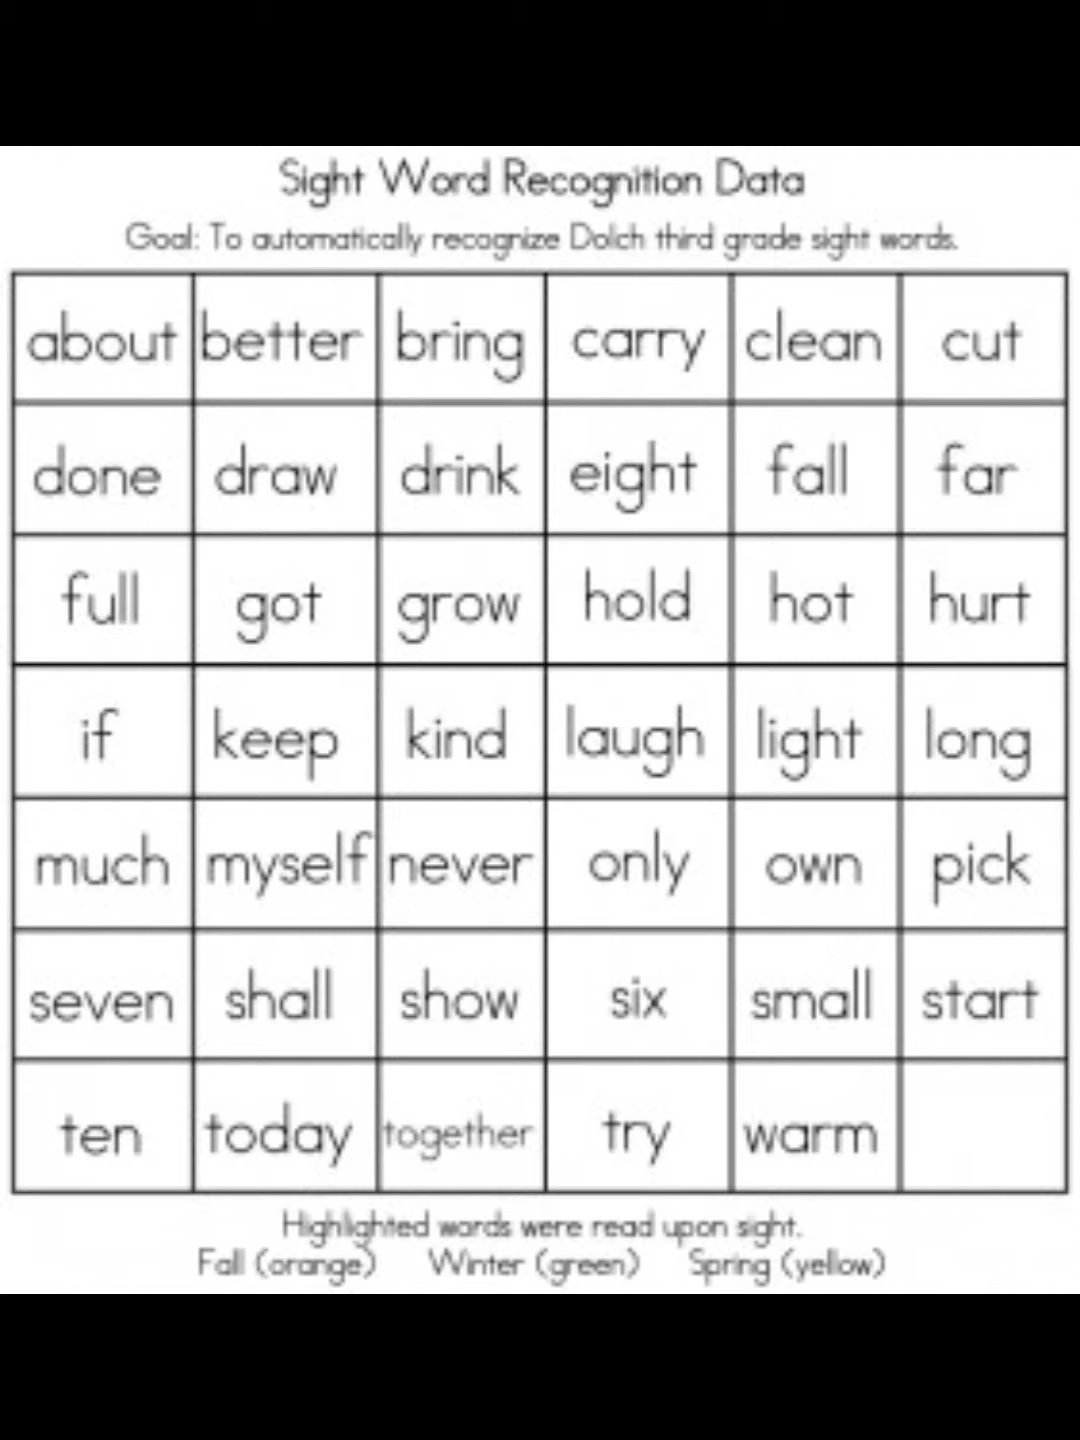 Sight Word Recognition Data
Goal: To automatically recognize Dolch third grade sight words.
about better bring carry clean cut
done draw drink eight fall far
full got grow hold hot hurt
if keep kind laugh light long
much myself never only own pick
seven shall show six small start
ten today together try warm
Highlighted words were read upon sight.
Fall (orange) Winter (green) Spring (yellow)